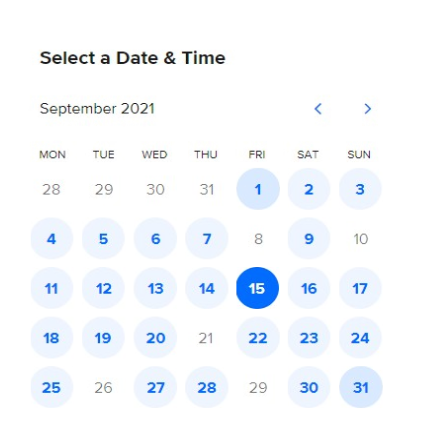 Select a Date & Time
September 2021
MON TUE WED THU FRI SAT SUN
28 29 30 31 1 2 3
4 5 6 7 8 9 10
11 12 13 14 15 16 17
18 19 20 21 22 23 24
25 26 27 28 29 30 31